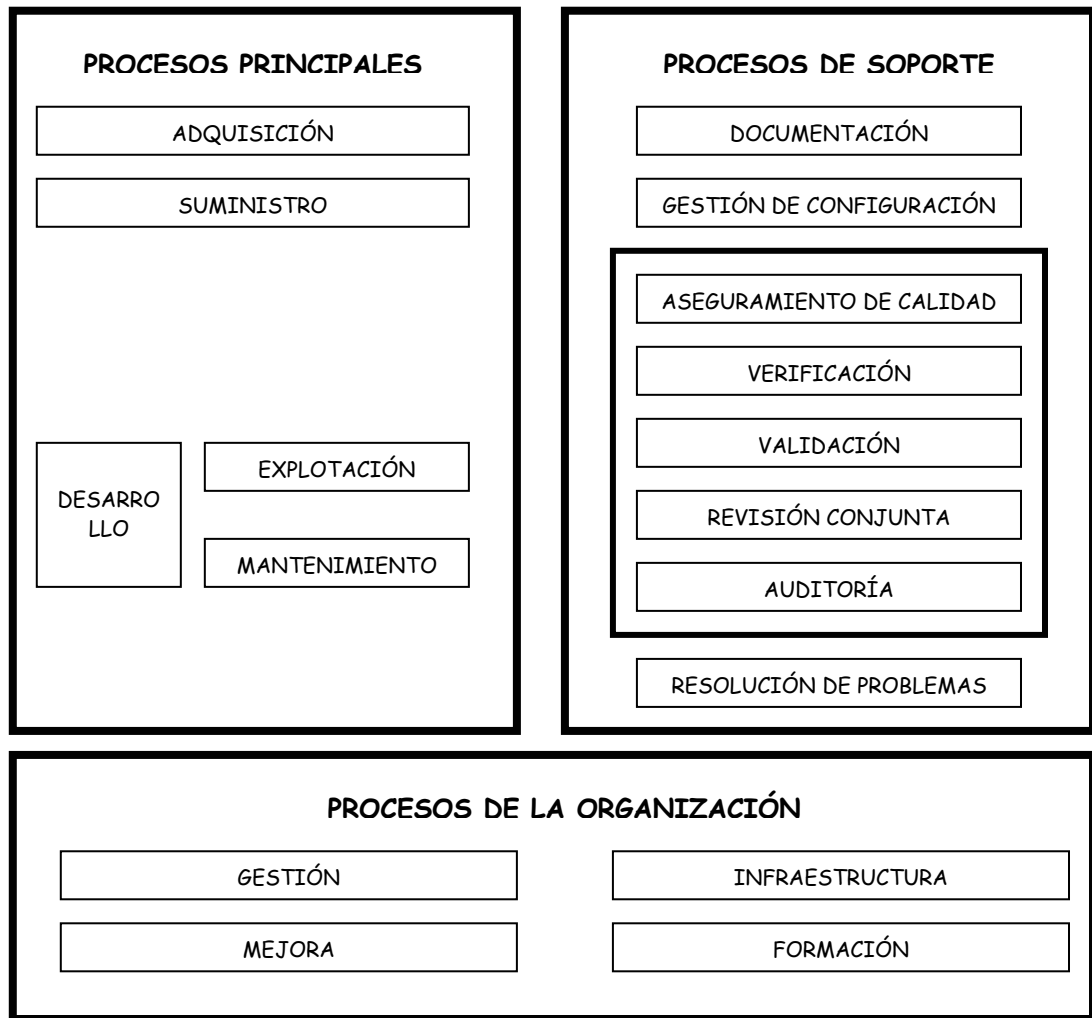 PROCESOS PRINCIPALES
ADQUISICIÓN
SUMINISTRO
DESARRO
LLO
EXPLOTACIÓN
MANTENIMIENTO
PROCESOS DE SOPORTE
DOCUMENTACIÓN
GESTIÓN DE CONFIGURACIÓN
ASEGURAMIENTO DE CALIDAD
VERIFICACIÓN
VALIDACIÓN
REVISIÓN CONJUNTA
AUDITORÍA
RESOLUCIÓN DE PROBLEMAS
PROCESOS DE LA ORGANIZACIÓN
GESTIÓN
INFRAESTRUCTURA
MEJORA
FORMACIÓN